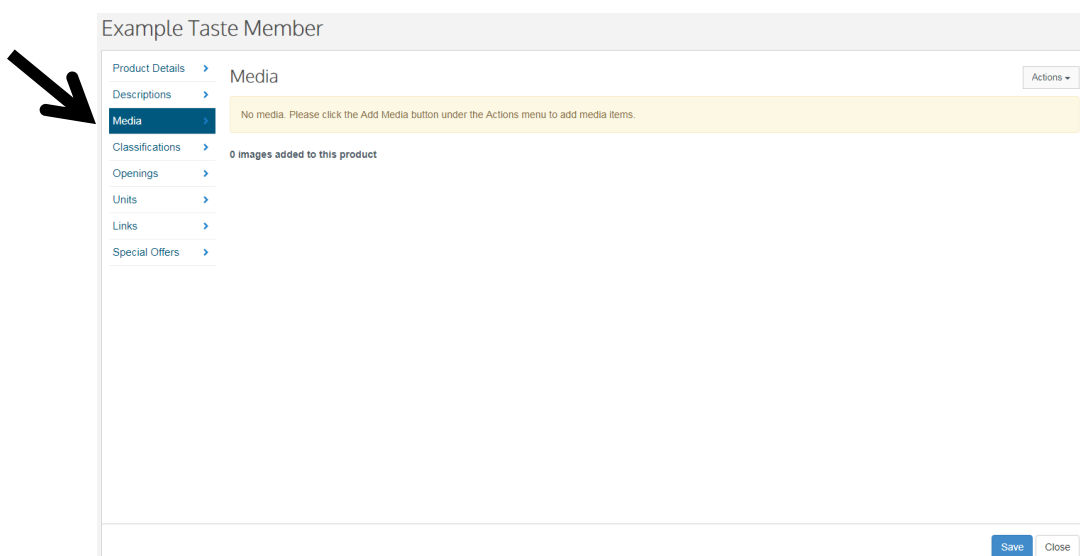 Example Taste Member
Product Details
Descriptions
Media
Classifications
Openings
Units
Links
Special Offers
Media
Actions
No media. Please click the Add Media button under the Actions menu to add media items.
0 images added to this product
Save
Close